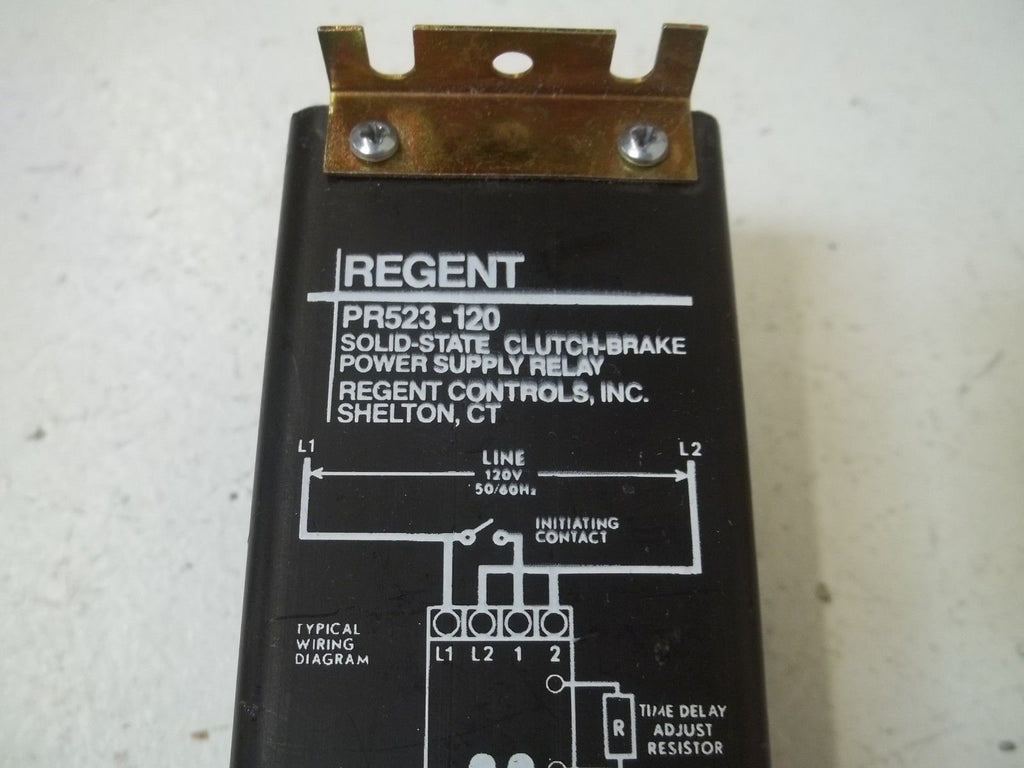 REGENT
PR523-120
SOLID-STATE CLUTCH-BRAKE
POWER SUPPLY RELAY
REGENT CONTROLS, INC.
SHELTON, CT
L1
L2
LINE
120V
50/60Hz
INITIATING
CONTACT
TYPICAL
WIRING
DIAGRAM
L1 L2 1 2
R
TIME DELAY
ADJUST
RESISTOR